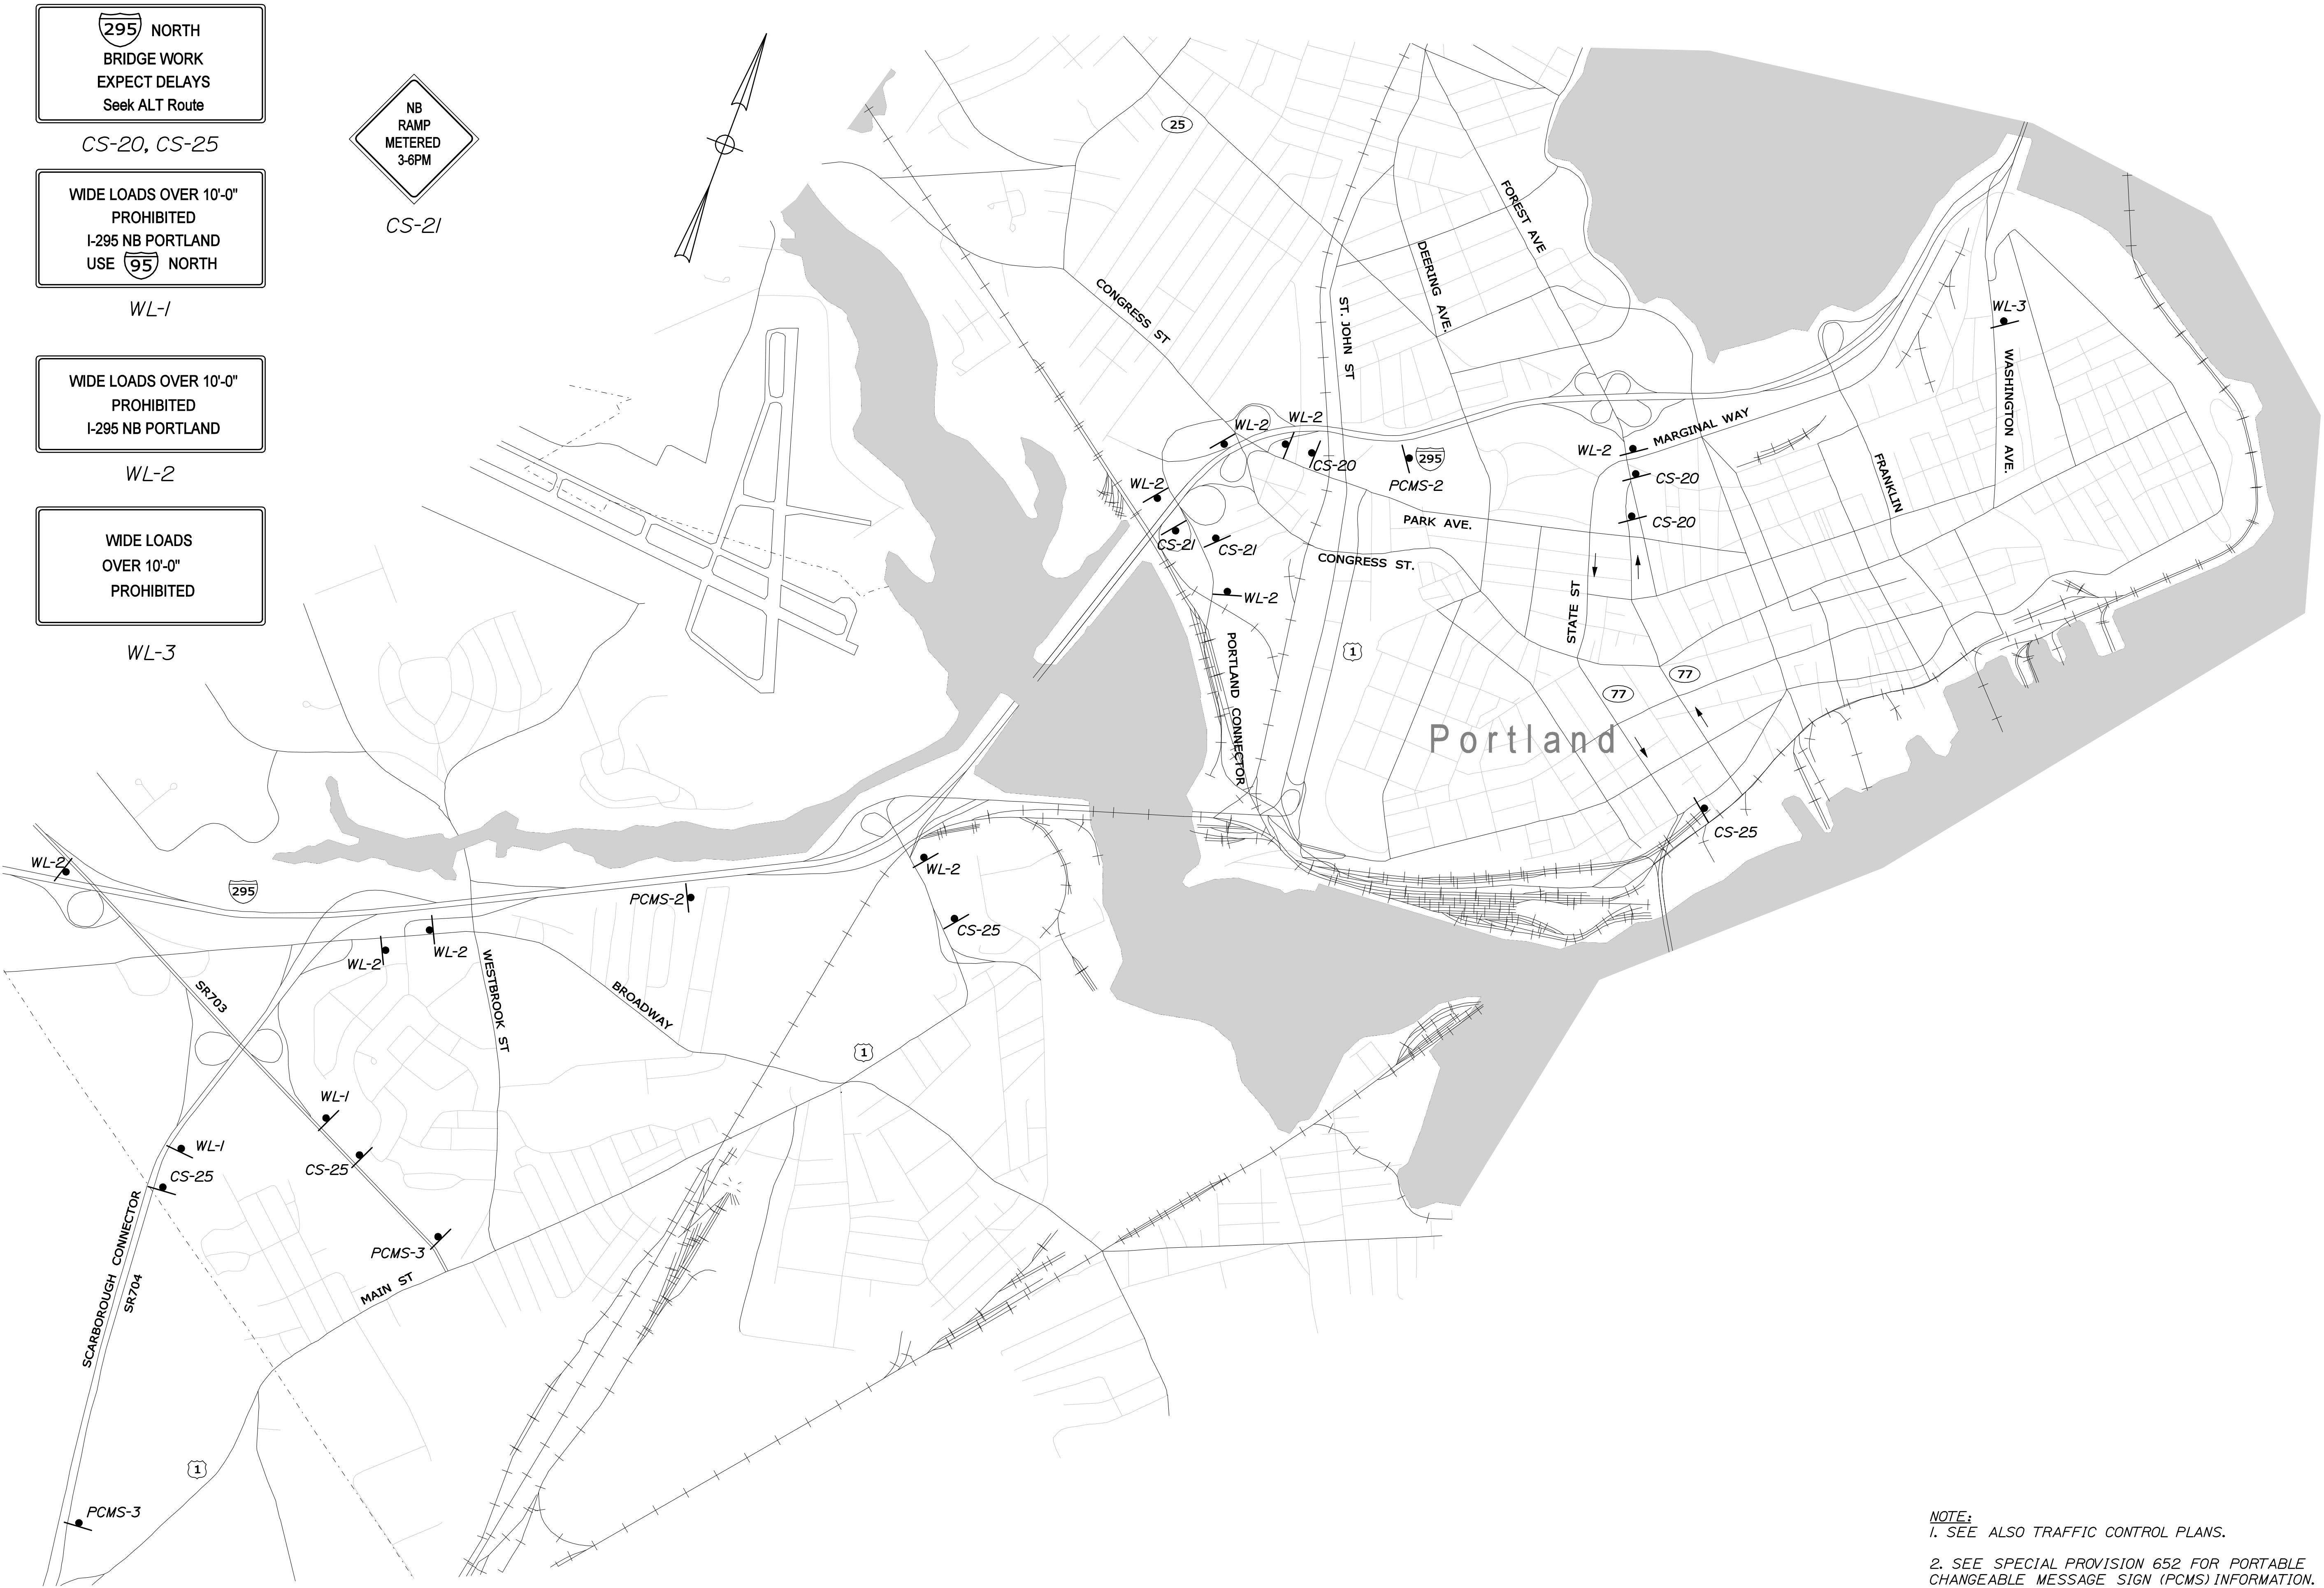 295 NORTH
BRIDGE WORK
EXPECT DELAYS
Seek ALT Route
CS-20, CS-25
WIDE LOADS OVER 10'-0"
PROHIBITED
I-295 NB PORTLAND
USE 95 NORTH
WL-1
WIDE LOADS OVER 10'-0"
PROHIBITED
I-295 NB PORTLAND
WL-2
WIDE LOADS
OVER 10'-0"
PROHIBITED
WL-3
NB
RAMP
METERED
3-6PM
CS-21
25
CONGRESS ST
ST. JOHN ST
DEERING AVE.
FOREST AVE
WL-3
WASHINGTON AVE.
MARGINAL WAY
FRANKLIN
WL-2
WL-2
CS-20
295
PCMS-2
WL-2
CS-20
CS-20
WL-2
CS-21
CS-21
WL-2
PARK AVE.
CONGRESS ST.
STATE ST
PORTLAND CONNECTOR
1
77
77
Portland
CS-25
WL-2
295
PCMS-2
WL-2
CS-25
WL-2
WL-2
SR703
WESTBROOK ST
BROADWAY
1
WL-1
WL-1
CS-25
CS-25
PCMS-3
MAIN ST
SCARBOROUGH CONNECTOR
SR704
1
PCMS-3
NOTE:
1. SEE ALSO TRAFFIC CONTROL PLANS.
2. SEE SPECIAL PROVISION 652 FOR PORTABLE
CHANGEABLE MESSAGE SIGN (PCMS) INFORMATION.